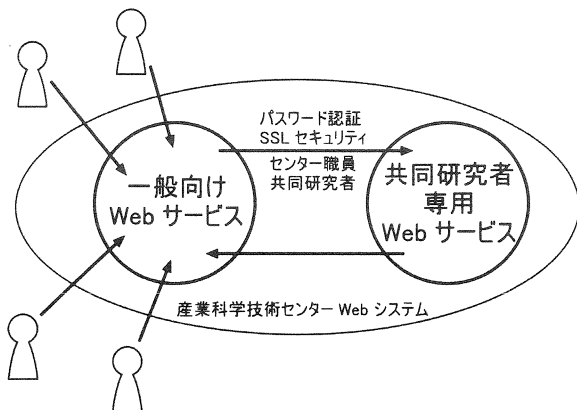 パスワード認証
SSL セキュリティ
センター職員
共同研究者
一般向け
Web サービス
共同研究者
専用
Web サービス
産業科学技術センター Web システム